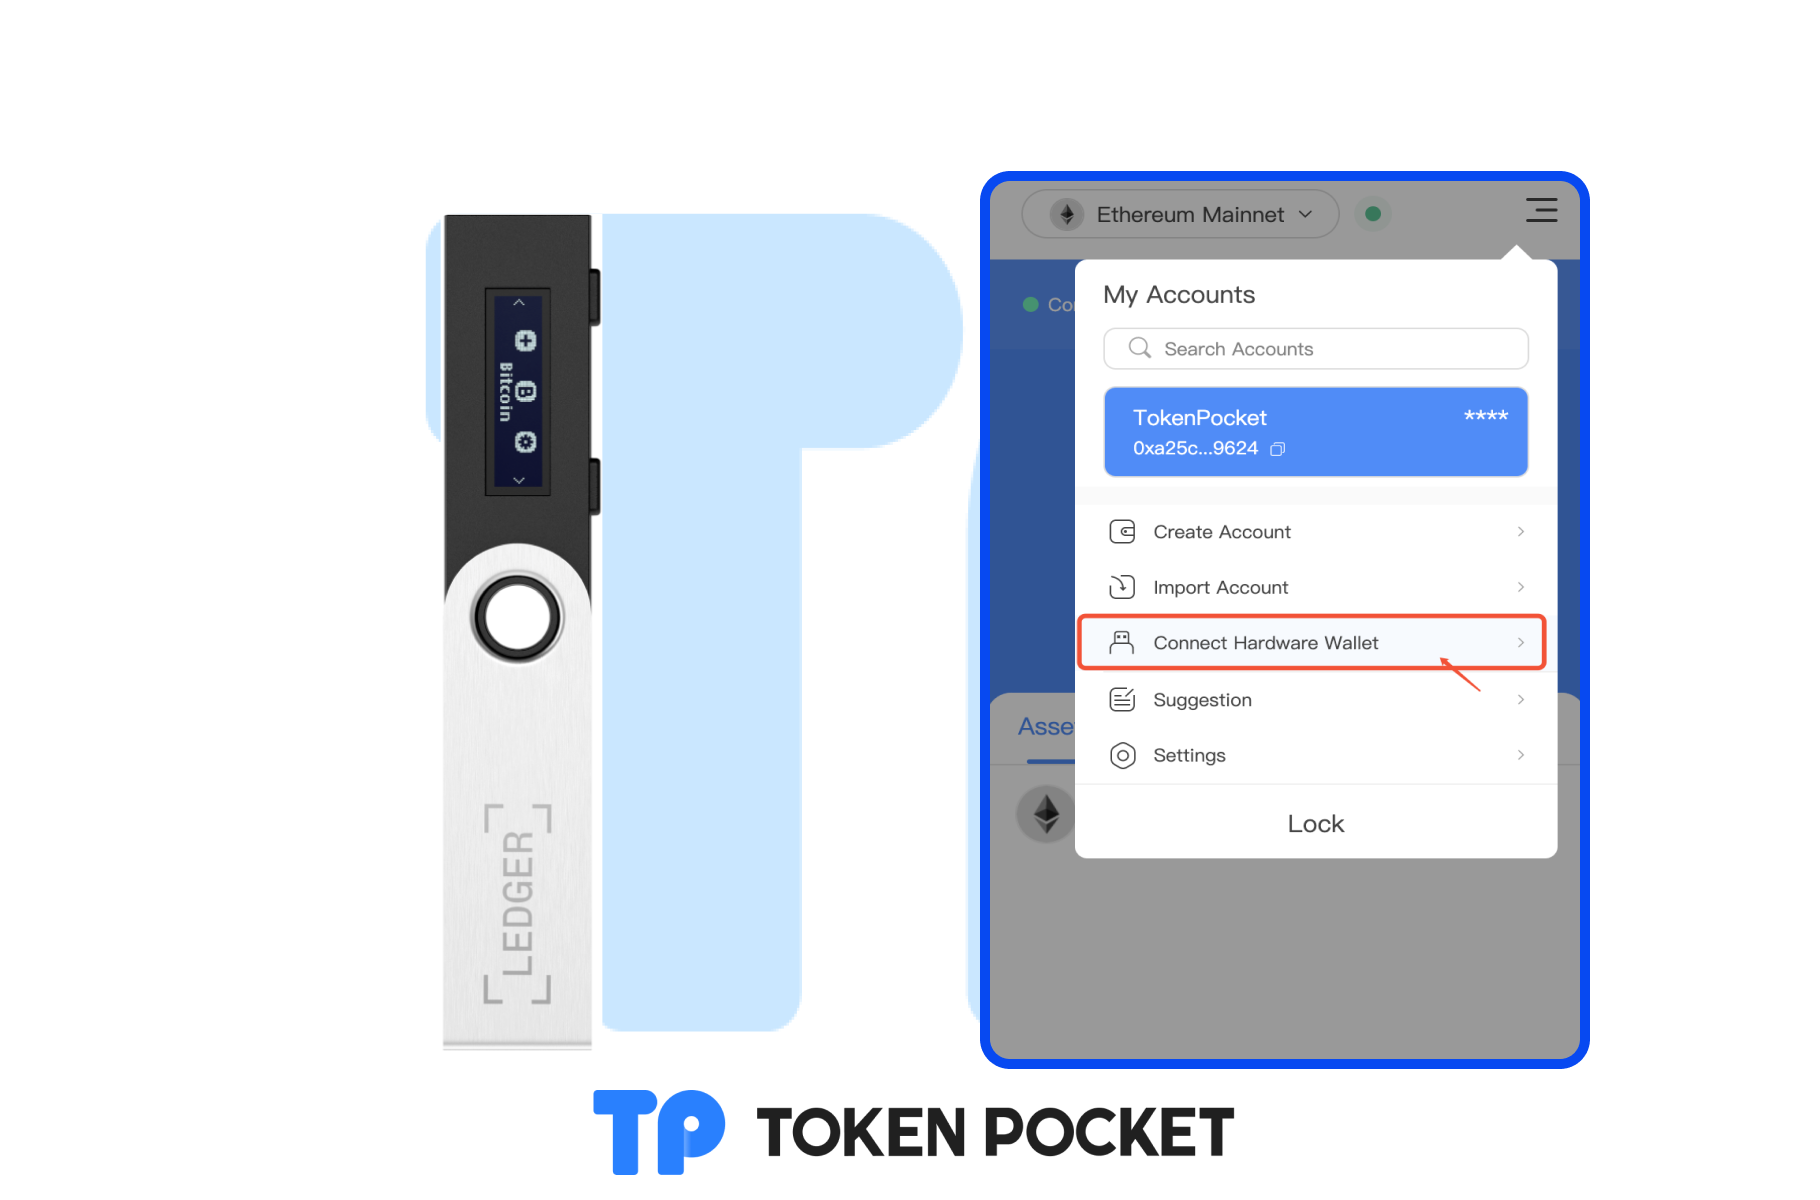 Bitcoin
LEDGER
Ethereum Mainnet
Co
My Accounts
Search Accounts
TokenPocket ****
0xa25c...9624
Create Account
Import Account
Connect Hardware Wallet
Suggestion
Settings
Asse
Lock
TP TOKEN POCKET